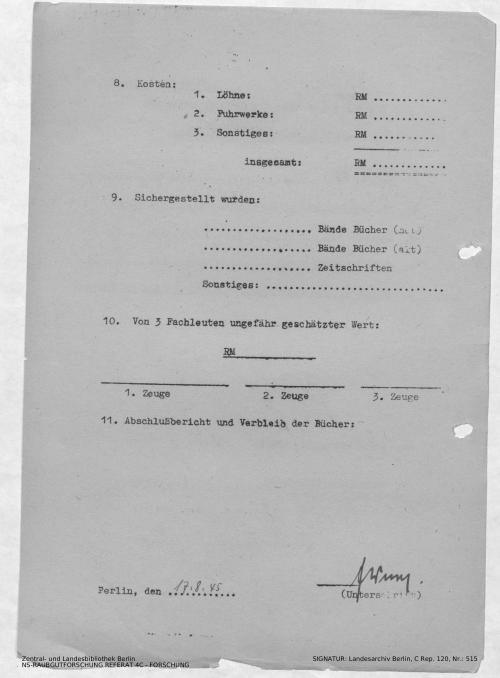 8. Kosten:
1. Löhne: RM .............
2. Fuhrwerke: RM .............
3. Sonstiges: RM ...........
insgesamt: RM .............
9. Sichergestellt wurden:
................... Bände Bücher
................... Bände Bücher (alt)
................... Zeitschriften
Sonstiges: ...............................
10. Von 3 Fachleuten ungefähr geschätzter Wert:
RM
1. Zeuge 2. Zeuge 3. Zeuge
11. Abschlußbericht und Verbleib der Bücher:
Berlin, den 17.8.45
(Unterschrift)
Zentral- und Landesbibliothek Berlin.
NS-RAUBGUTFORSCHUNG REFERAT 4C - FORSCHUNG
SIGNATUR: Landesarchiv Berlin, C Rep. 120, Nr.: 515